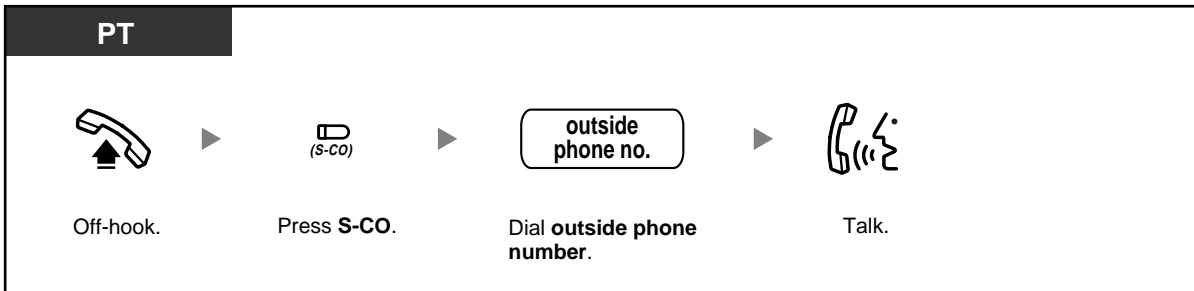 PT
(S-CO)
outside
phone no.
Off-hook.
Press S-CO.
Dial outside phone
number.
Talk.